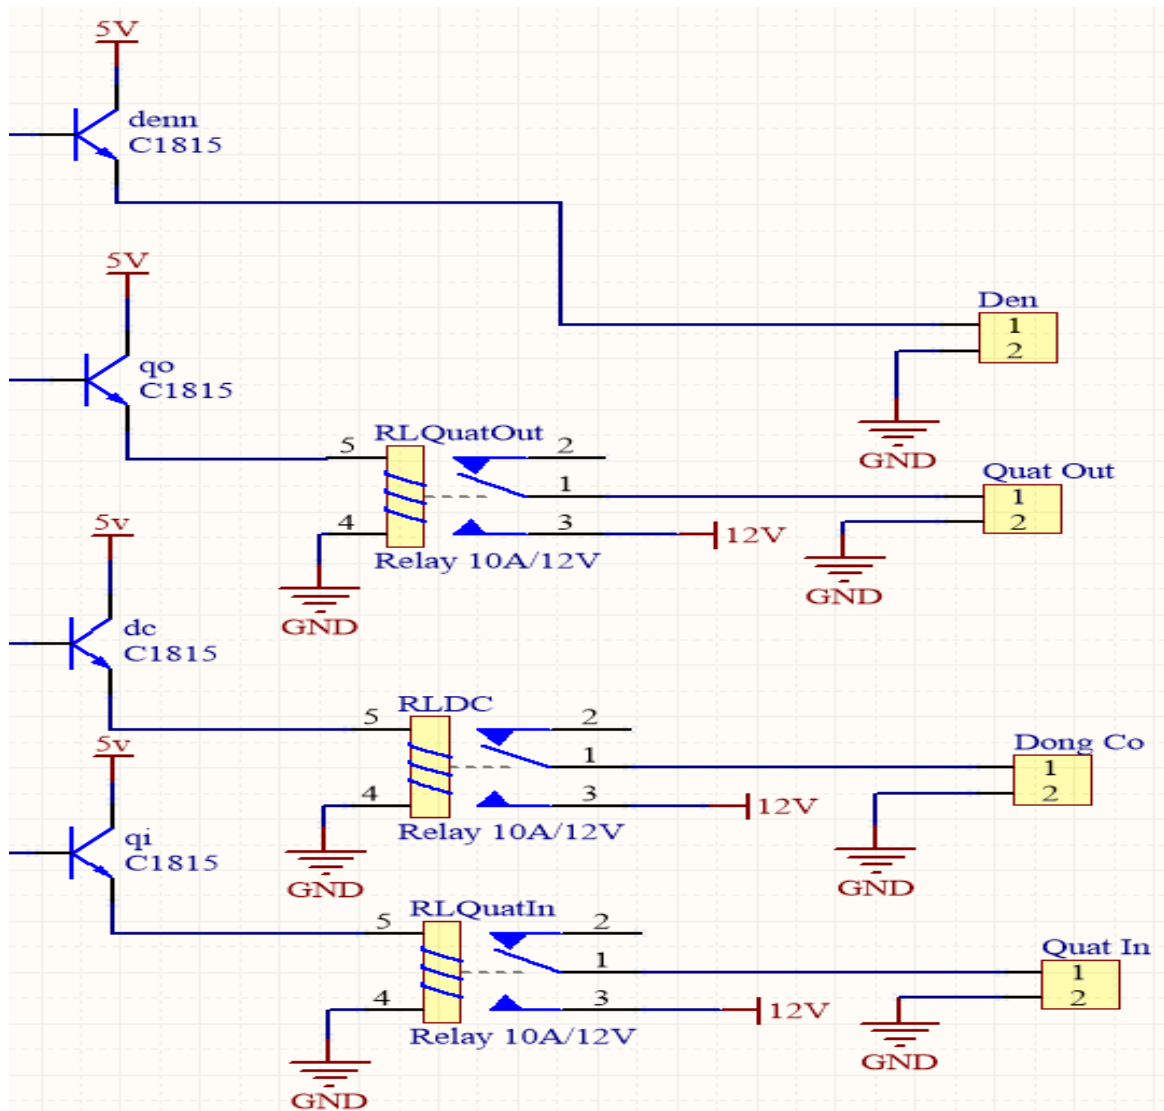 5V
denn
C1815
5V
Den
1
2
GND
qo
C1815
RLQuatOut
5
2
1
4
3
12V
Relay 10A/12V
GND
Quat Out
1
2
GND
5v
dc
C1815
RLDC
5
2
1
4
3
12V
Relay 10A/12V
GND
Dong Co
1
2
GND
5v
qi
C1815
RLQuatIn
5
2
1
4
3
12V
Relay 10A/12V
GND
Quat In
1
2
GND